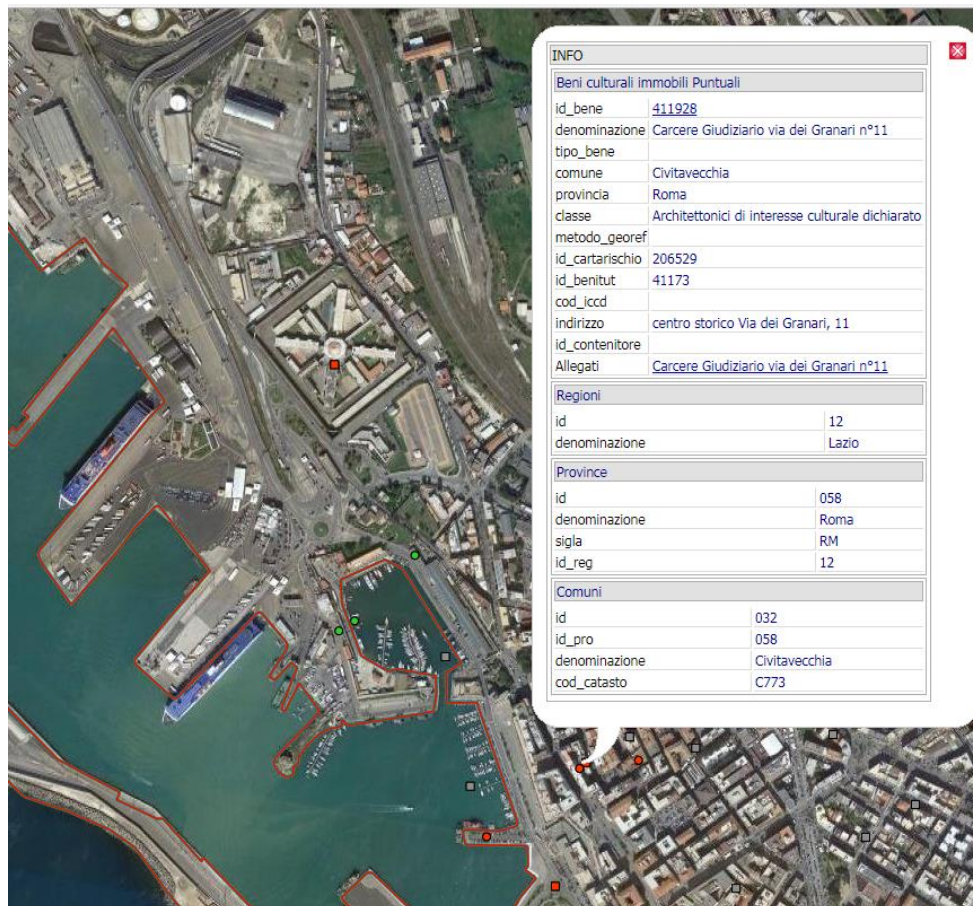 INFO
Beni culturali immobili Puntuali
id_bene 411928
denominazione Carcere Giudiziario via dei Granari n°11
tipo_bene
comune Civitavecchia
provincia Roma
classe Architettonici di interesse culturale dichiarato
metodo_georef
id_cartarischio 206529
id_benitut 41173
cod_iccd
indirizzo centro storico Via dei Granari, 11
id_contenitore
Allegati Carcere Giudiziario via dei Granari n°11
Regioni
id 12
denominazione Lazio
Province
id 058
denominazione Roma
sigla RM
id_reg 12
Comuni
id 032
id_pro 058
denominazione Civitavecchia
cod_catasto C773